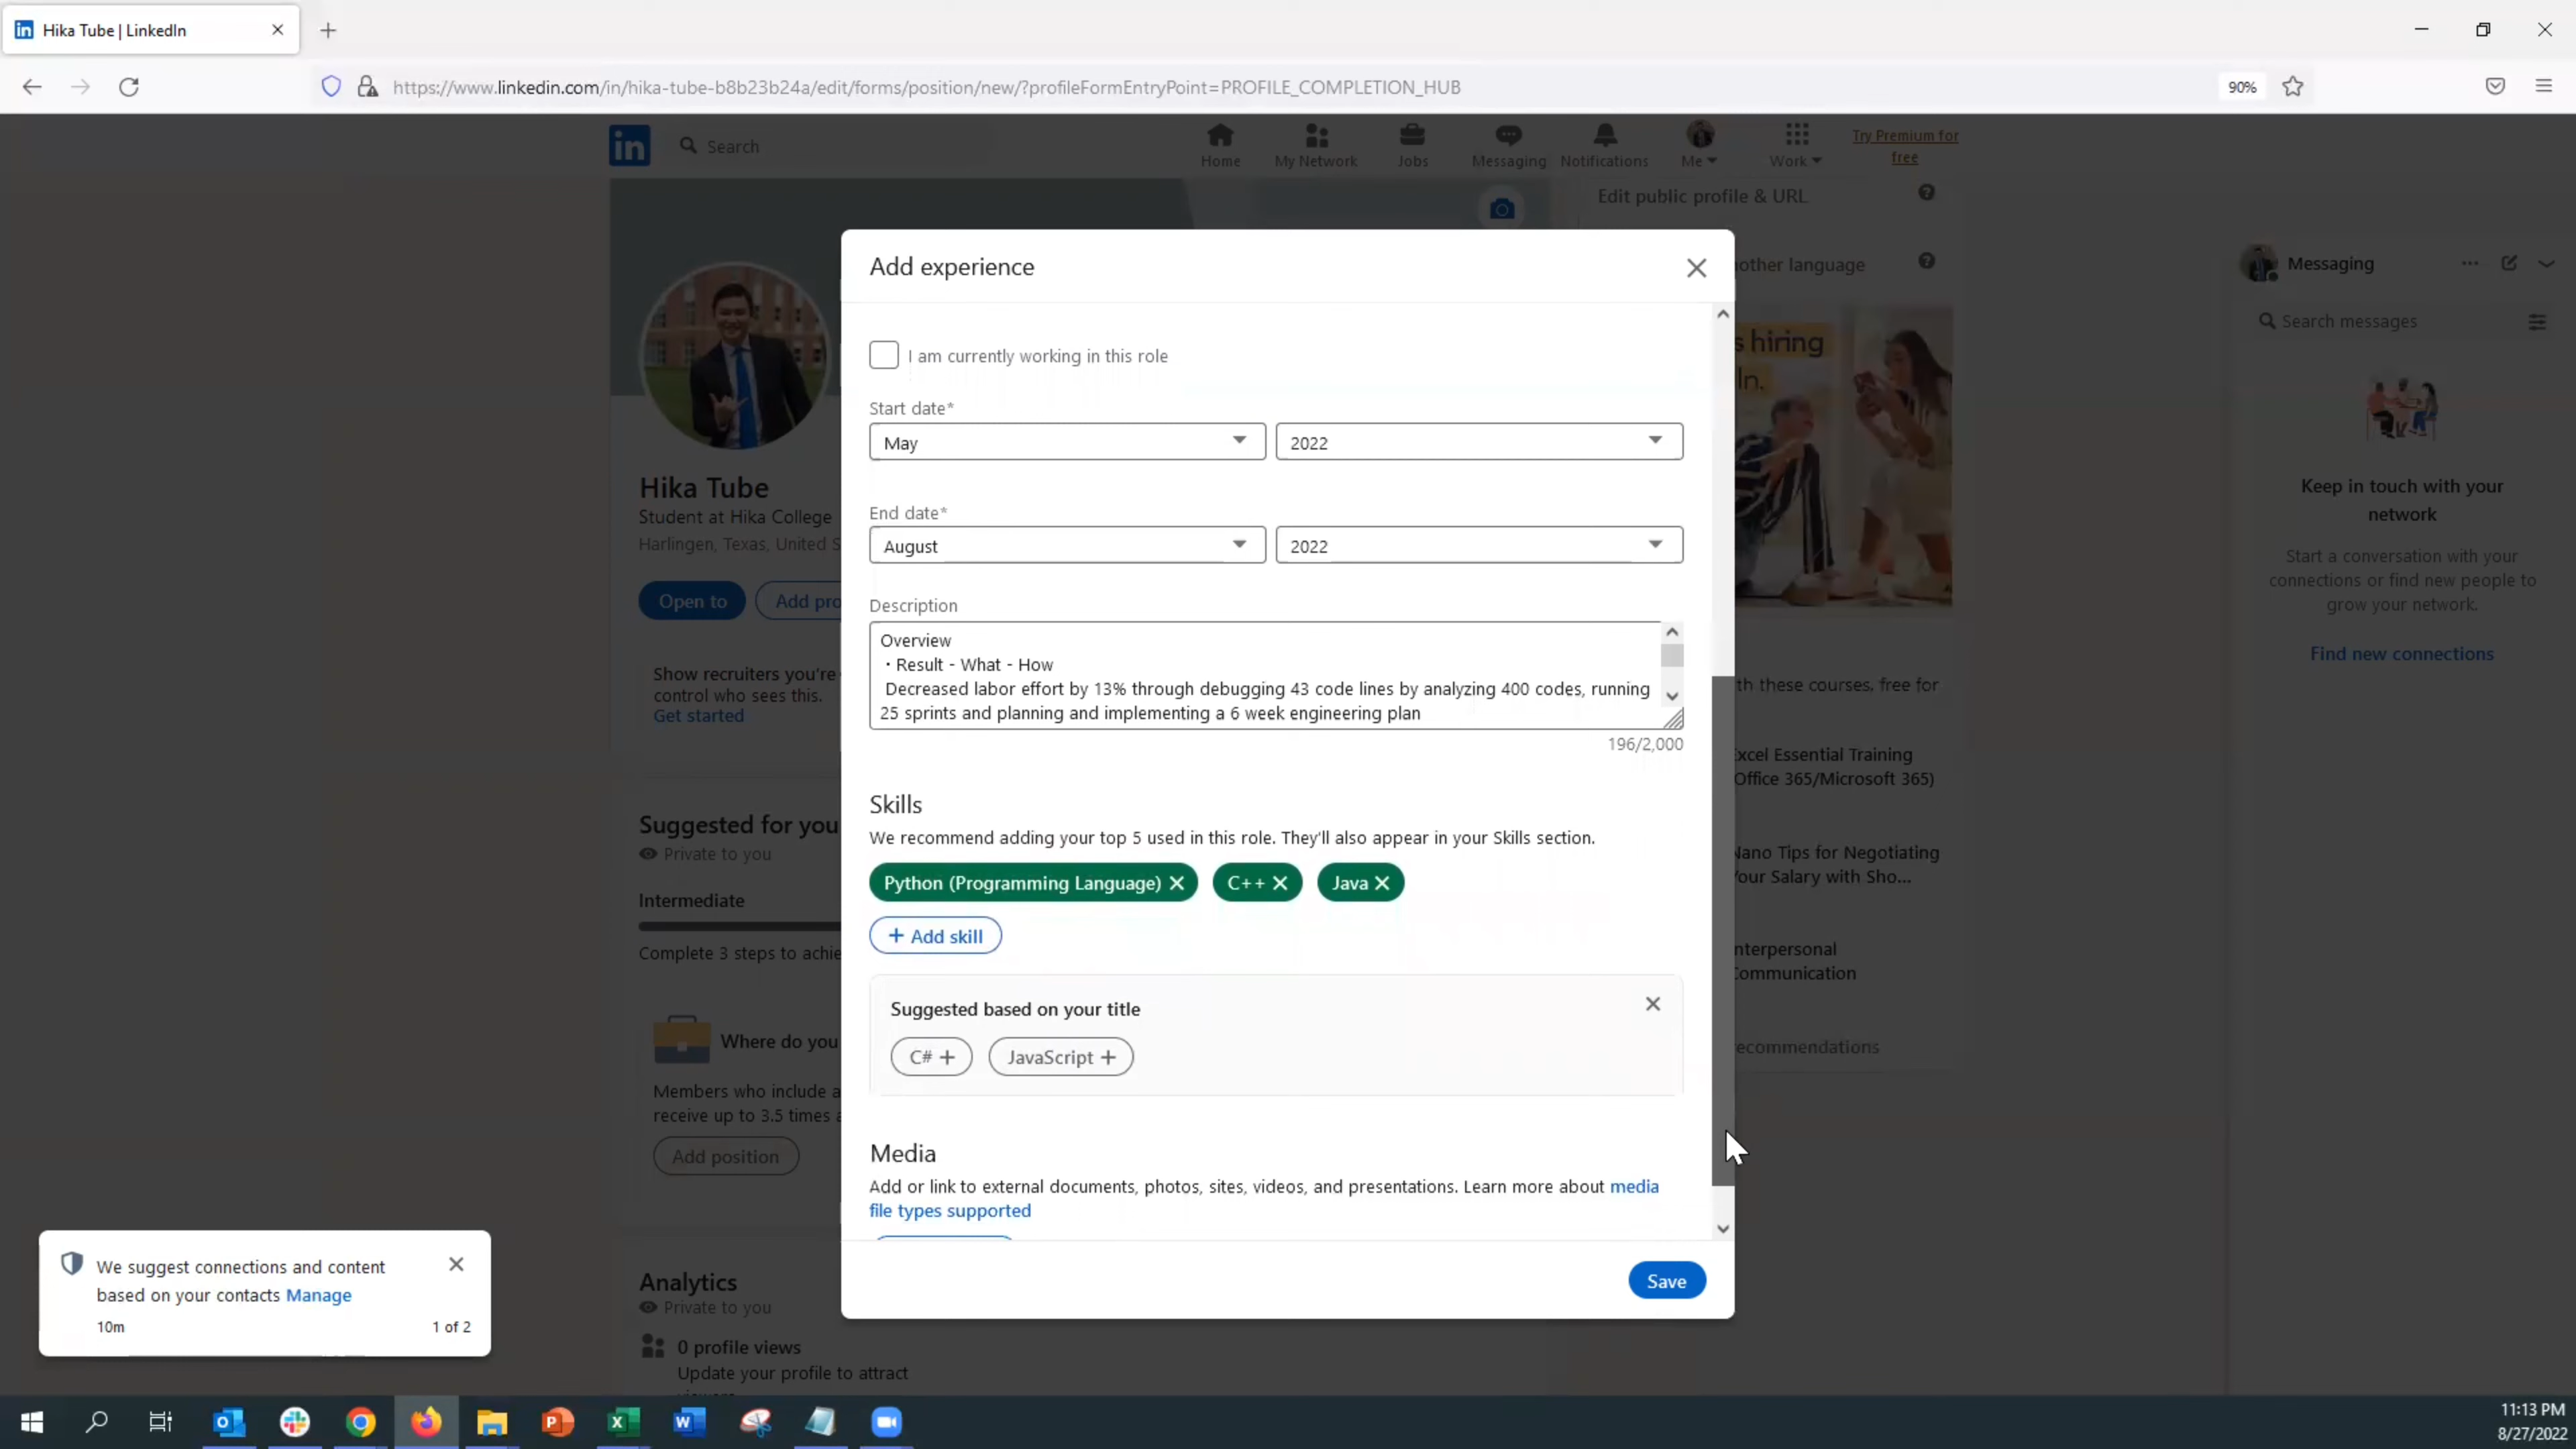 Hika Tube | LinkedIn
https://www.linkedin.com/in/hika-tube-b8b23b24a/edit/forms/position/new/?profileFormEntryPoint=PROFILE_COMPLETION_HUB
90%
in
Search
Home
My Network
Jobs
Messaging
Notifications
Me
Work
Try Premium for
free
Edit public profile & URL
other language
s hiring
In.
Hika Tube
Student at Hika College
Harlingen, Texas, United S
Open to
Add pro
Show recruiters you're
control who sees this.
Get started
Suggested for you
Private to you
Intermediate
Complete 3 steps to achie
Where do you
Members who include a
receive up to 3.5 times a
Add position
Analytics
Private to you
0 profile views
Update your profile to attract
Add experience
I am currently working in this role
Start date*
May
2022
End date*
August
2022
Description
Overview
· Result - What - How
Decreased labor effort by 13% through debugging 43 code lines by analyzing 400 codes, running
25 sprints and planning and implementing a 6 week engineering plan
196/2,000
Skills
We recommend adding your top 5 used in this role. They'll also appear in your Skills section.
Python (Programming Language)
C++
Java
+ Add skill
Suggested based on your title
C# +
JavaScript +
Media
Add or link to external documents, photos, sites, videos, and presentations. Learn more about media
file types supported
Save
th these courses, free for
Excel Essential Training
(Office 365/Microsoft 365)
Nano Tips for Negotiating
Your Salary with Sho...
Interpersonal
Communication
recommendations
Messaging
Search messages
Keep in touch with your
network
Start a conversation with your
connections or find new people to
grow your network.
Find new connections
We suggest connections and content
based on your contacts Manage
10m
1 of 2
11:13 PM
8/27/2022